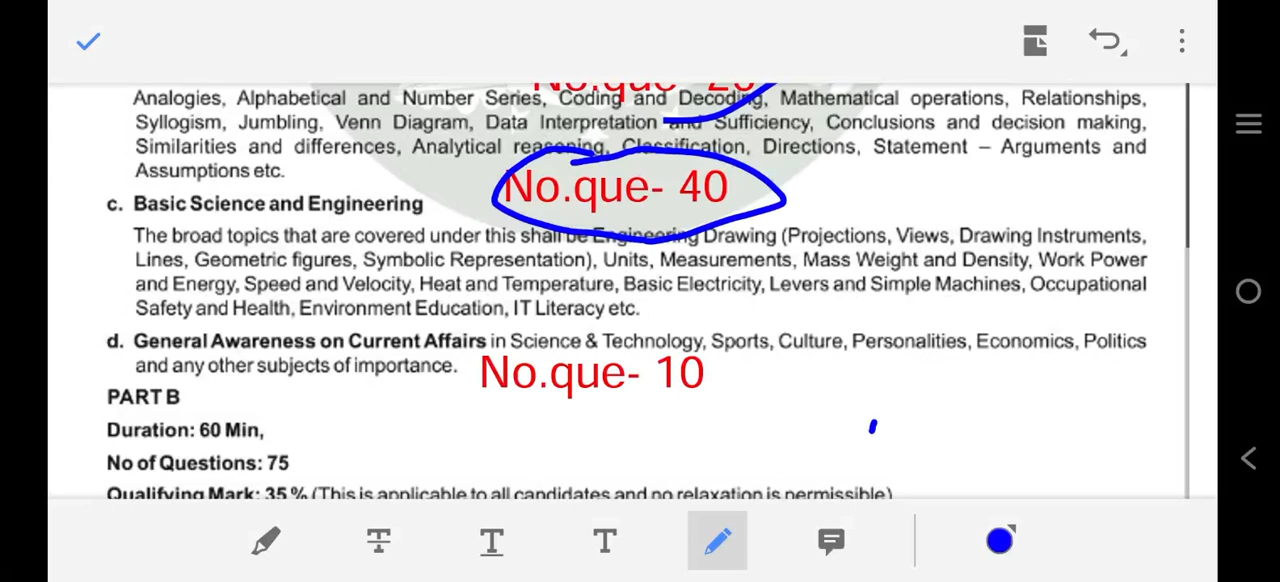 No.que- 20
Analogies, Alphabetical and Number Series, Coding and Decoding, Mathematical operations, Relationships,
Syllogism, Jumbling, Venn Diagram, Data Interpretation and Sufficiency, Conclusions and decision making,
Similarities and differences, Analytical reasoning, Classification, Directions, Statement – Arguments and
Assumptions etc.
No.que- 40
c. Basic Science and Engineering
The broad topics that are covered under this shall be Engineering Drawing (Projections, Views, Drawing Instruments,
Lines, Geometric figures, Symbolic Representation), Units, Measurements, Mass Weight and Density, Work Power
and Energy, Speed and Velocity, Heat and Temperature, Basic Electricity, Levers and Simple Machines, Occupational
Safety and Health, Environment Education, IT Literacy etc.
d. General Awareness on Current Affairs in Science & Technology, Sports, Culture, Personalities, Economics, Politics
and any other subjects of importance.
No.que- 10
PART B
Duration: 60 Min,
No of Questions: 75
Qualifying Mark: 35% (This is applicable to all candidates and no relaxation is permissible)
T
T
T